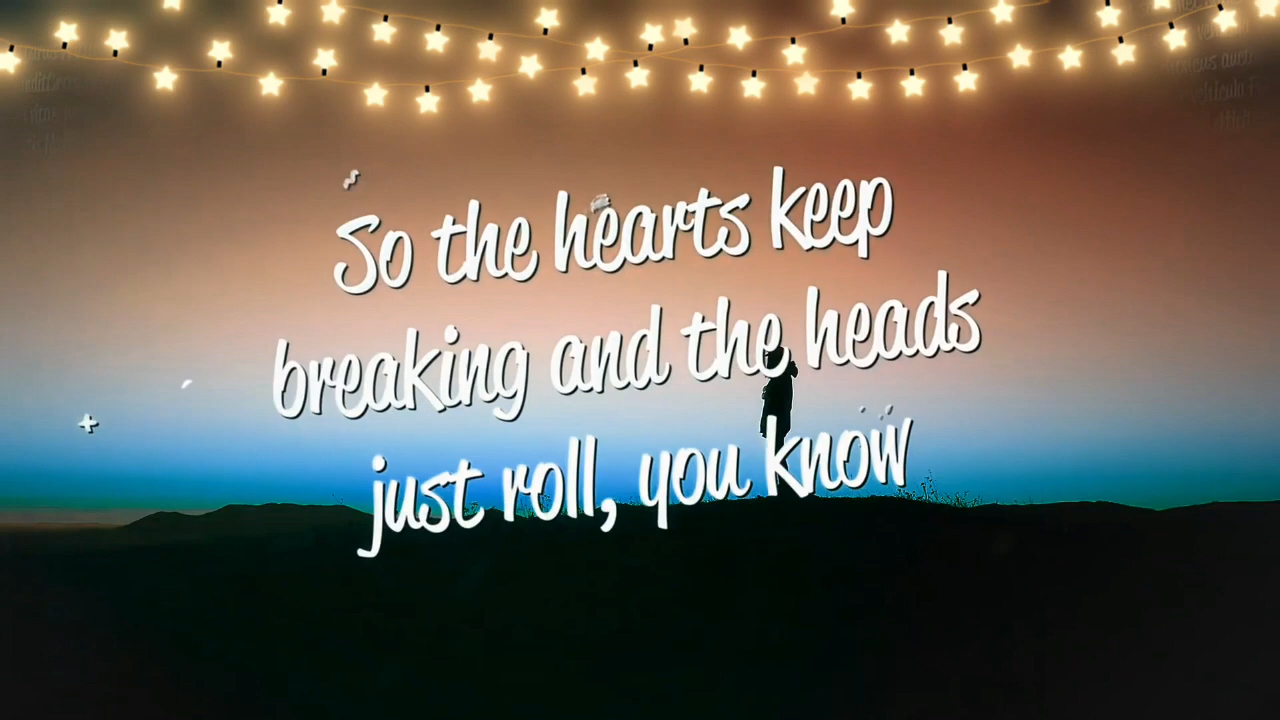 So the hearts keep
breaking and the heads
just roll, you know